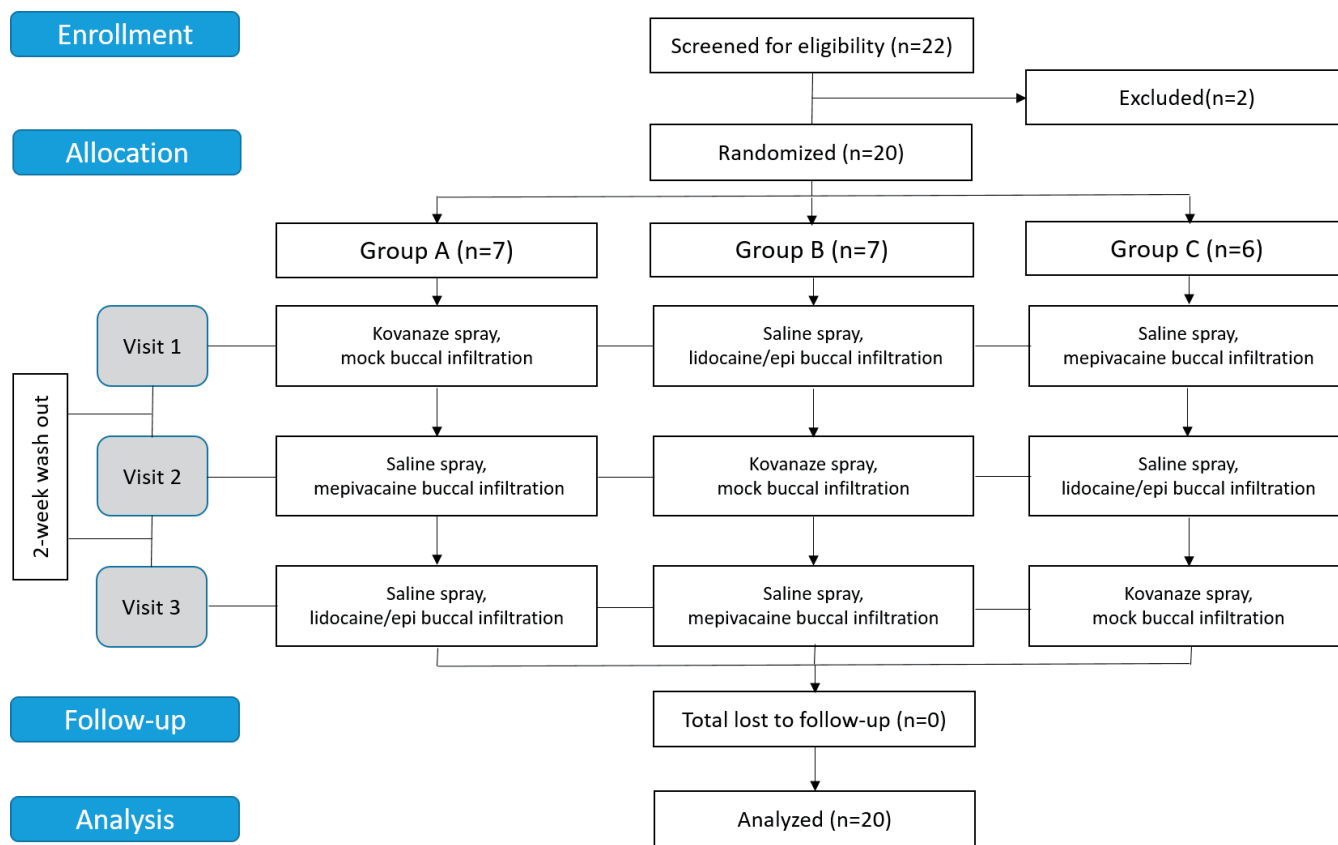 Enrollment
Screened for eligibility (n=22)
Excluded(n=2)
Allocation
Randomized (n=20)
Group A (n=7)
Group B (n=7)
Group C (n=6)
Visit 1
Kovanaze spray,
mock buccal infiltration
Saline spray,
lidocaine/epi buccal infiltration
Saline spray,
mepivacaine buccal infiltration
2-week wash out
Visit 2
Saline spray,
mepivacaine buccal infiltration
Kovanaze spray,
mock buccal infiltration
Saline spray,
lidocaine/epi buccal infiltration
Visit 3
Saline spray,
lidocaine/epi buccal infiltration
Saline spray,
mepivacaine buccal infiltration
Kovanaze spray,
mock buccal infiltration
Follow-up
Total lost to follow-up (n=0)
Analysis
Analyzed (n=20)